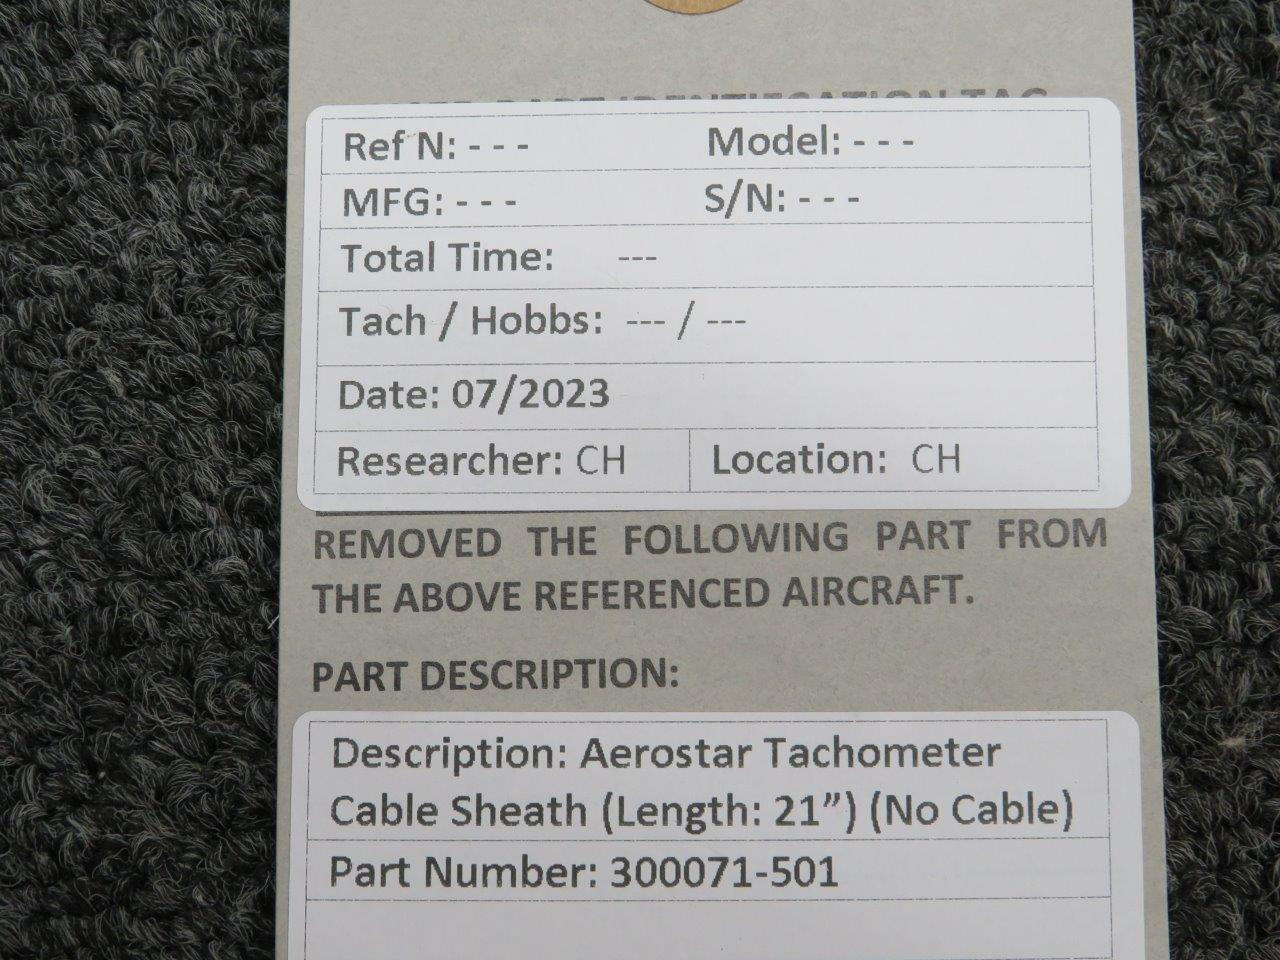 IDENTIFICATION TAG
Ref N: - - - Model: - - -
MFG: - - - S/N: - - -
Total Time: ---
Tach / Hobbs: --- / ---
Date: 07/2023
Researcher: CH Location: CH
REMOVED THE FOLLOWING PART FROM
THE ABOVE REFERENCED AIRCRAFT.
PART DESCRIPTION:
Description: Aerostar Tachometer
Cable Sheath (Length: 21”) (No Cable)
Part Number: 300071-501